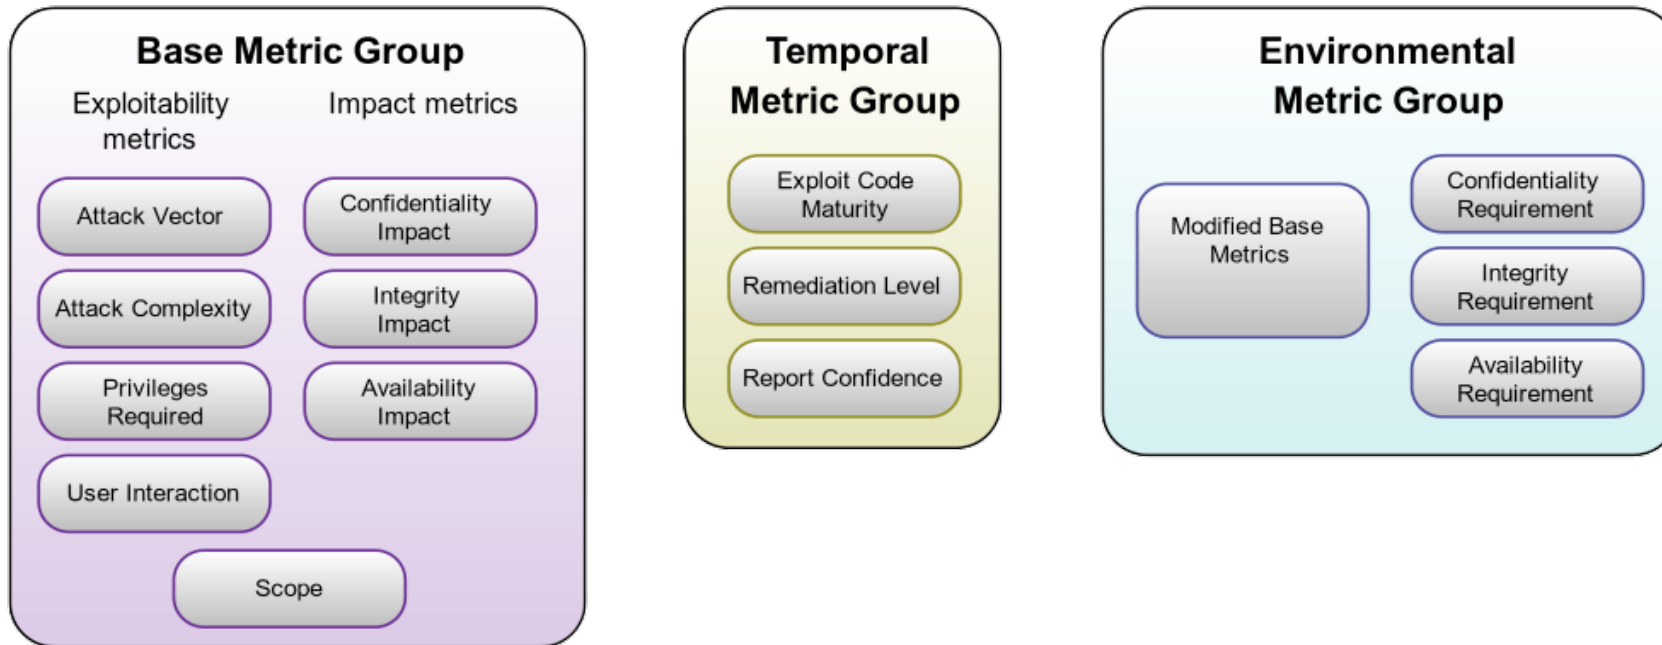 Base Metric Group
Exploitability
metrics
Impact metrics
Attack Vector
Attack Complexity
Privileges
Required
User Interaction
Confidentiality
Impact
Integrity
Impact
Availability
Impact
Scope
Temporal
Metric Group
Exploit Code
Maturity
Remediation Level
Report Confidence
Environmental
Metric Group
Modified Base
Metrics
Confidentiality
Requirement
Integrity
Requirement
Availability
Requirement